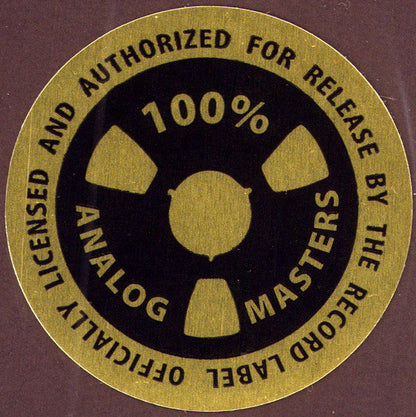 OFFICIALLY LICENSED AND AUTHORIZED FOR RELEASE BY THE RECORD LABEL
100%
ANALOG
MASTERS